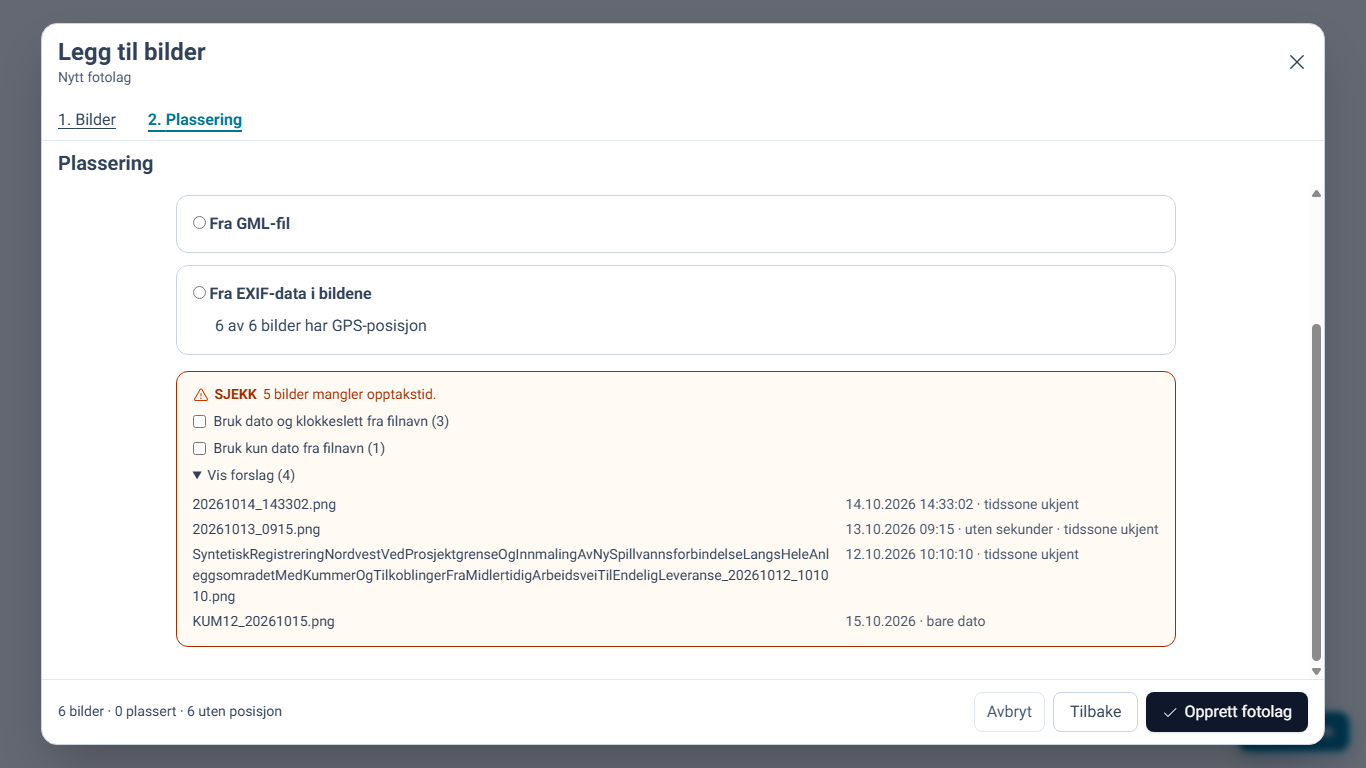 Legg til bilder
Nytt fotolag
1. Bilder
2. Plassering
Plassering
Fra GML-fil
Fra EXIF-data i bildene
6 av 6 bilder har GPS-posisjon
SJEKK 5 bilder mangler opptakstid.
Bruk dato og klokkeslett fra filnavn (3)
Bruk kun dato fra filnavn (1)
Vis forslag (4)
20261014_143302.png 14.10.2026 14:33:02 · tidssone ukjent
20261013_0915.png 13.10.2026 09:15 · uten sekunder · tidssone ukjent
SyntetiskRegistreringNordvestVedProsjektgrenseOgInnmalingAvNySpillvannsforbindelseLangsHeleAnl 12.10.2026 10:10:10 · tidssone ukjent
eggsomradetMedKummerOgTilkoblingerFraMidlertidigArbeidsveiTilEndeligLeveranse_20261012_1010
10.png
KUM12_20261015.png 15.10.2026 · bare dato
6 bilder · 0 plassert · 6 uten posisjon
Avbryt
Tilbake
Opprett fotolag